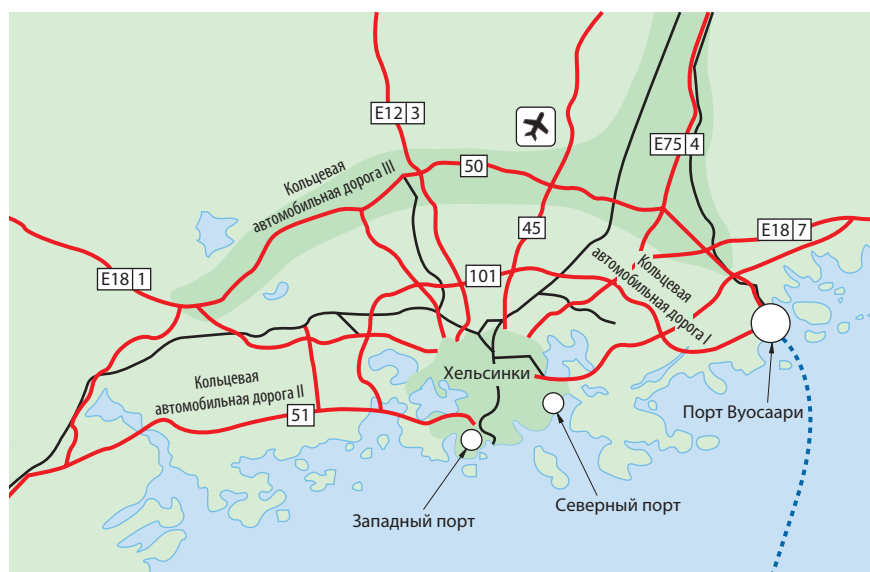 E12 3
Кольцевая
автомобильная дорога III
50
E75 4
45
E18 7
E18 1
101
Кольцевая
автомобильная дорога I
Хельсинки
Кольцевая
автомобильная дорога II
51
Порт Вуосаари
Северный порт
Западный порт